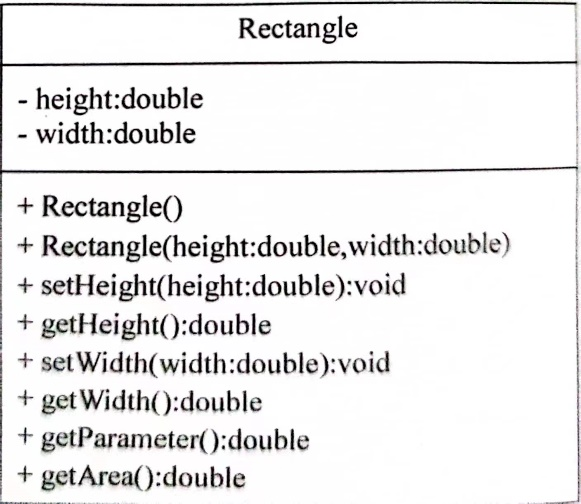 Rectangle
- height:double
- width:double
+ Rectangle()
+ Rectangle(height:double,width:double)
+ setHeight(height:double):void
+ getHeight():double
+ setWidth(width:double):void
+ getWidth():double
+ getParameter():double
+ getArea():double